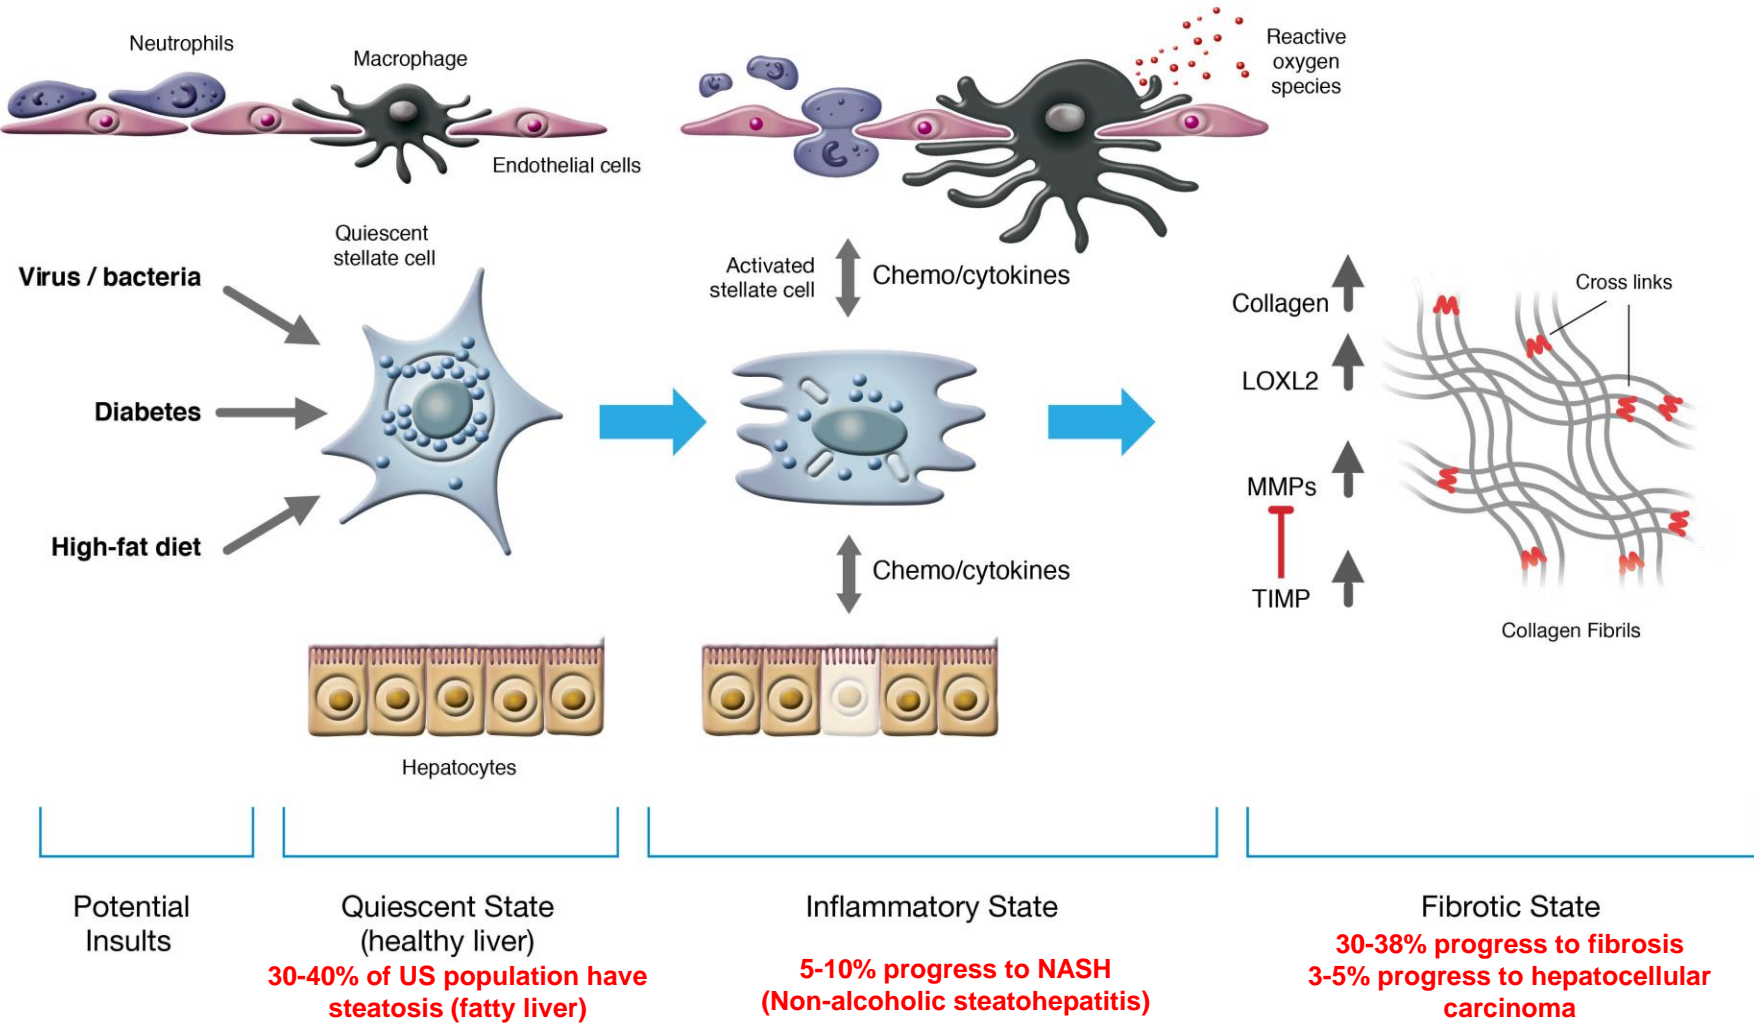 Neutrophils
Macrophage
Endothelial cells
Reactive
oxygen
species
Quiescent
stellate cell
Virus / bacteria
Diabetes
High-fat diet
Activated
stellate cell
Chemo/cytokines
Chemo/cytokines
Hepatocytes
Collagen
LOXL2
MMPs
TIMP
Cross links
Collagen Fibrils
Potential
Insults
Quiescent State
(healthy liver)
30-40% of US population have
steatosis (fatty liver)
Inflammatory State
5-10% progress to NASH
(Non-alcoholic steatohepatitis)
Fibrotic State
30-38% progress to fibrosis
3-5% progress to hepatocellular
carcinoma